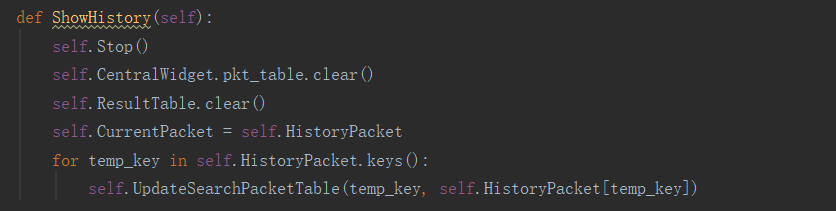 def ShowHistory(self):
    self.Stop()
    self.CentralWidget.pkt_table.clear()
    self.ResultTable.clear()
    self.CurrentPacket = self.HistoryPacket
    for temp_key in self.HistoryPacket.keys():
        self.UpdateSearchPacketTable(temp_key, self.HistoryPacket[temp_key])